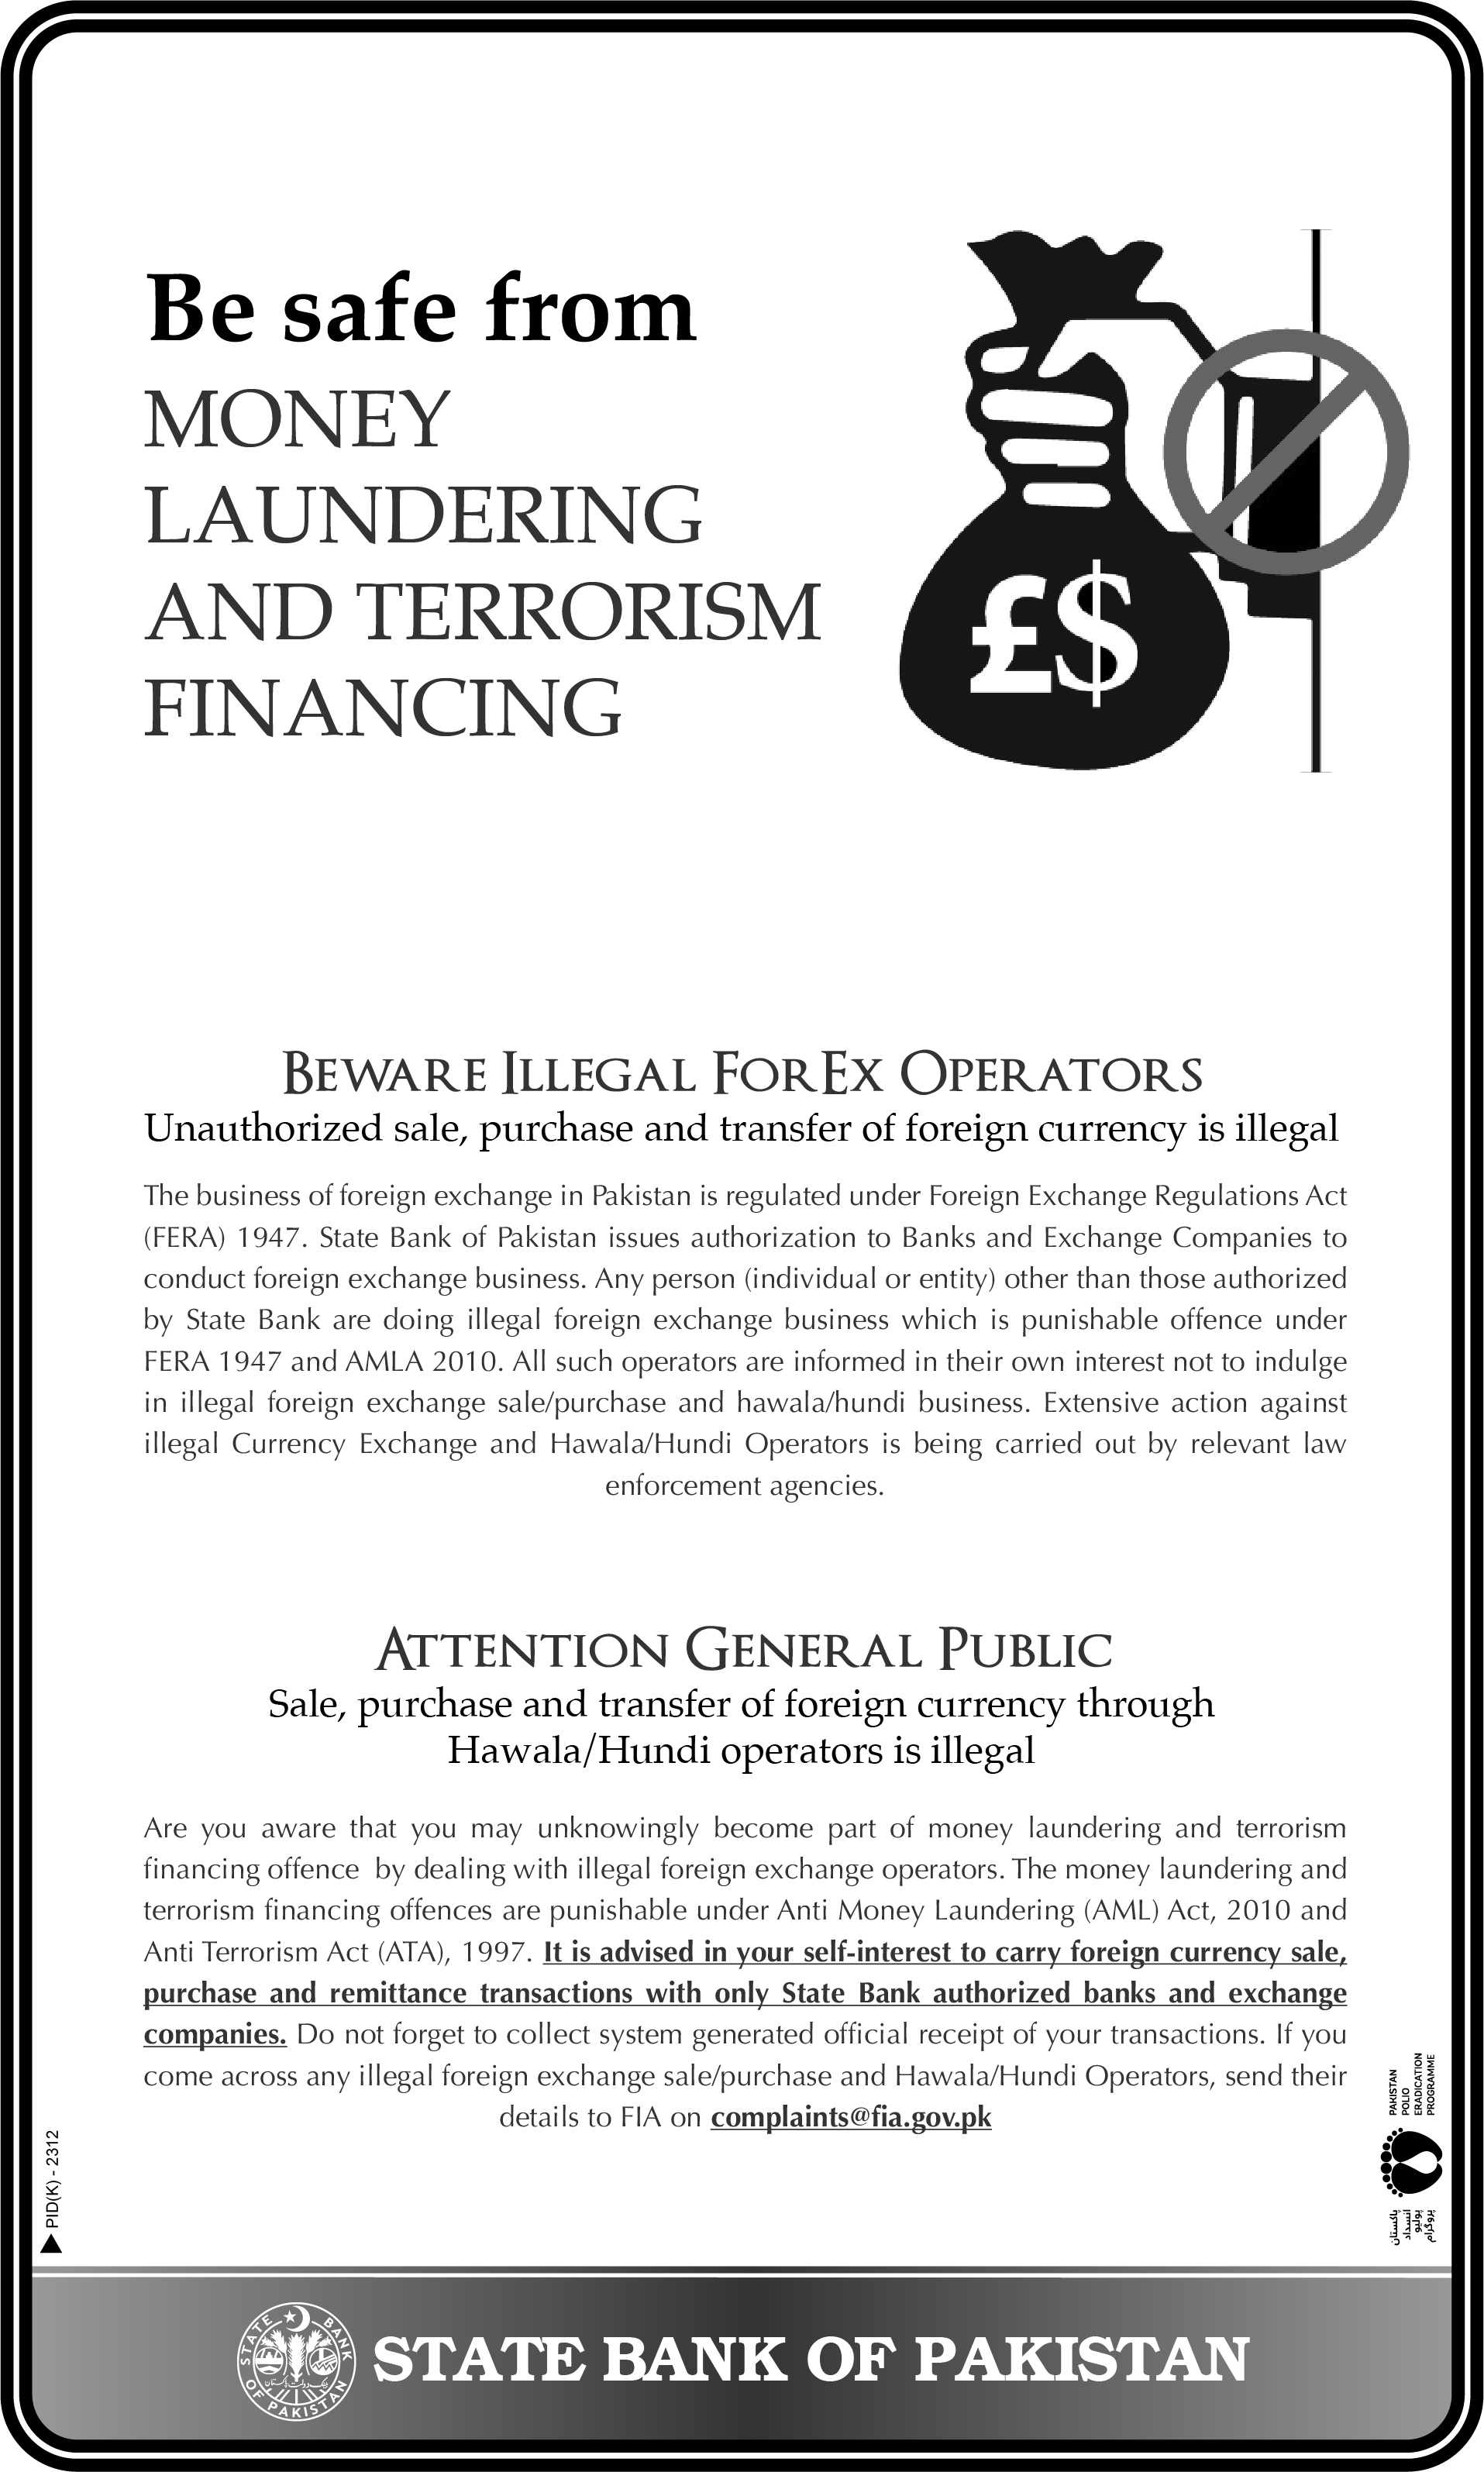 Be safe from
MONEY
LAUNDERING
AND TERRORISM
FINANCING
£$
BEWARE ILLEGAL FOREX OPERATORS
Unauthorized sale, purchase and transfer of foreign currency is illegal
The business of foreign exchange in Pakistan is regulated under Foreign Exchange Regulations Act
(FERA) 1947. State Bank of Pakistan issues authorization to Banks and Exchange Companies to
conduct foreign exchange business. Any person (individual or entity) other than those authorized
by State Bank are doing illegal foreign exchange business which is punishable offence under
FERA 1947 and AMLA 2010. All such operators are informed in their own interest not to indulge
in illegal foreign exchange sale/purchase and hawala/hundi business. Extensive action against
illegal Currency Exchange and Hawala/Hundi Operators is being carried out by relevant law
enforcement agencies.
ATTENTION GENERAL PUBLIC
Sale, purchase and transfer of foreign currency through
Hawala/Hundi operators is illegal
Are you aware that you may unknowingly become part of money laundering and terrorism
financing offence by dealing with illegal foreign exchange operators. The money laundering and
terrorism financing offences are punishable under Anti Money Laundering (AML) Act, 2010 and
Anti Terrorism Act (ATA), 1997. It is advised in your self-interest to carry foreign currency sale,
purchase and remittance transactions with only State Bank authorized banks and exchange
companies. Do not forget to collect system generated official receipt of your transactions. If you
come across any illegal foreign exchange sale/purchase and Hawala/Hundi Operators, send their
details to FIA on complaints@fia.gov.pk
PID(K) - 2312
PAKISTAN
POLIO
ERADICATION
PROGRAMME
پاکستان
انسداد
پولیو
پروگرام
STATE BANK
OF PAKISTAN
STATE BANK OF PAKISTAN